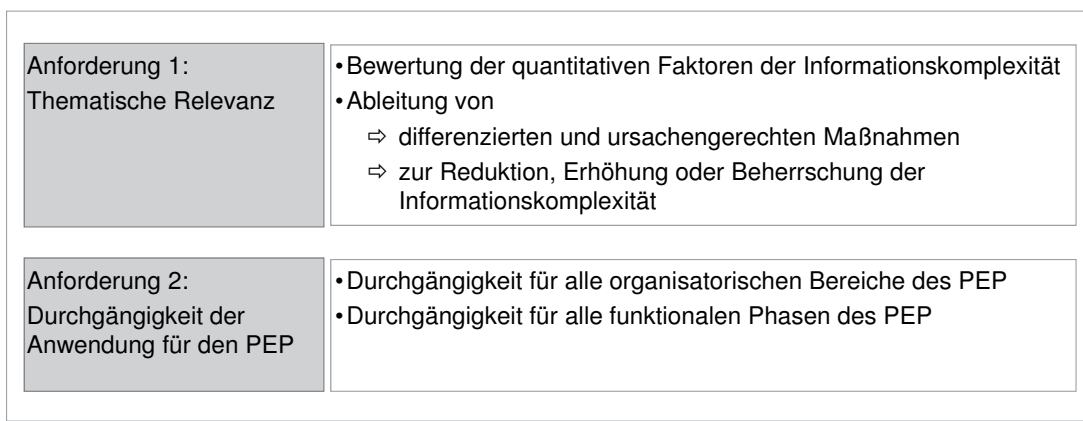 Anforderung 1:
Thematische Relevanz
•Bewertung der quantitativen Faktoren der Informationskomplexität
•Ableitung von
⇨ differenzierten und ursachengerechten Maßnahmen
⇨ zur Reduktion, Erhöhung oder Beherrschung der
Informationskomplexität
Anforderung 2:
Durchgängigkeit der
Anwendung für den PEP
•Durchgängigkeit für alle organisatorischen Bereiche des PEP
•Durchgängigkeit für alle funktionalen Phasen des PEP